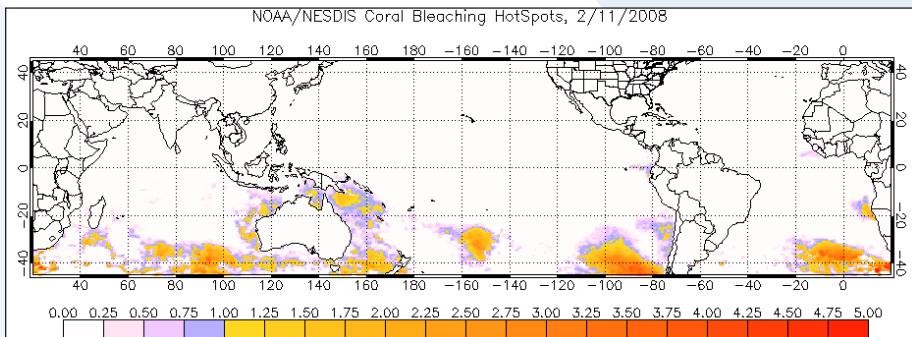 NOAA/NESDIS Coral Bleaching HotSpots, 2/11/2008
40 60 80 100 120 140 160 180 -160 -140 -120 -100 -80 -60 -40 -20 0
40 40
20 20
0 0
-20 -20
-40 -40
40 60 80 100 120 140 160 180 -160 -140 -120 -100 -80 -60 -40 -20 0
0.00 0.25 0.50 0.75 1.00 1.25 1.50 1.75 2.00 2.25 2.50 2.75 3.00 3.25 3.50 3.75 4.00 4.25 4.50 4.75 5.00